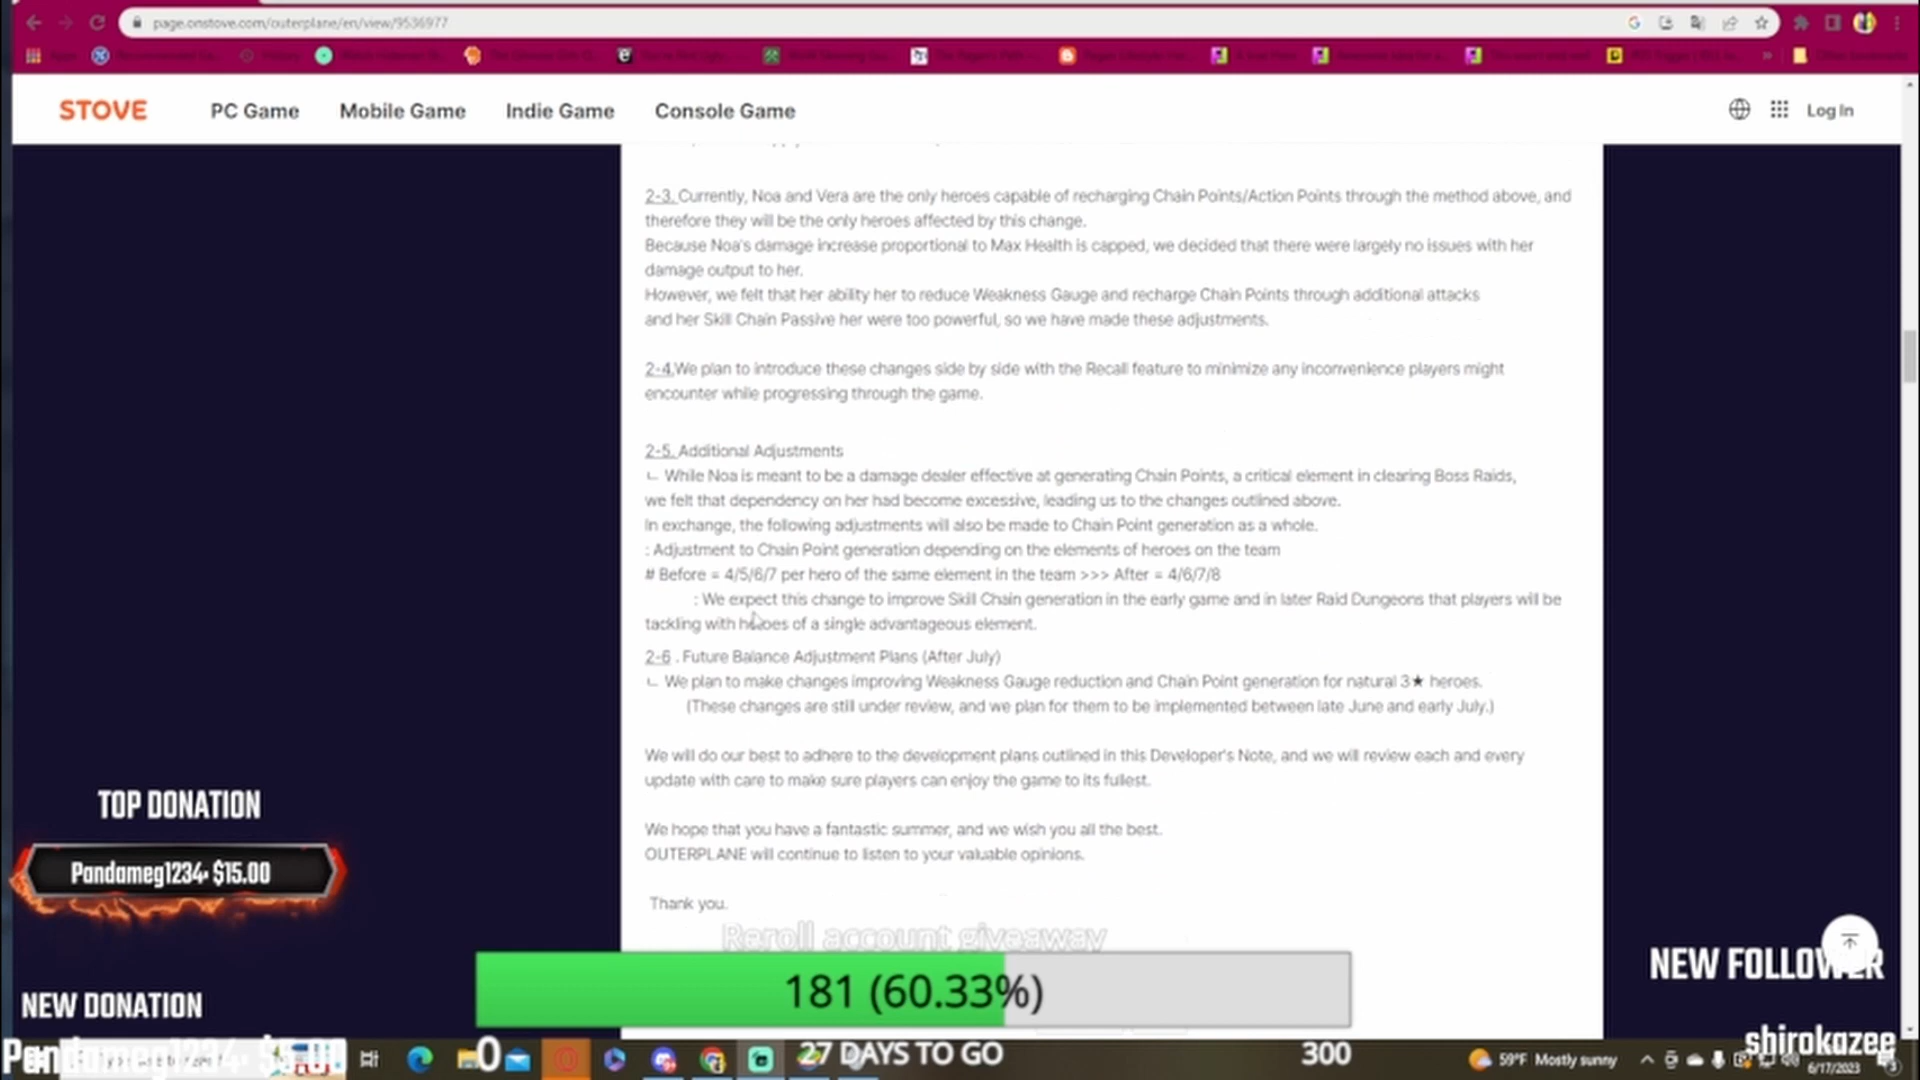 page.onstove.com/outerplane/en/view/9536977
STOVE
PC Game
Mobile Game
Indie Game
Console Game
Log In
2-3. Currently, Noa and Vera are the only heroes capable of recharging Chain Points/Action Points through the method above, and
therefore they will be the only heroes affected by this change.
Because Noa's damage increase proportional to Max Health is capped, we decided that there were largely no issues with her
damage output to her.
However, we felt that her ability her to reduce Weakness Gauge and recharge Chain Points through additional attacks
and her Skill Chain Passive her were too powerful, so we have made these adjustments.
2-4.We plan to introduce these changes side by side with the Recall feature to minimize any inconvenience players might
encounter while progressing through the game.
2-5. Additional Adjustments
ㄴ While Noa is meant to be a damage dealer effective at generating Chain Points, a critical element in clearing Boss Raids,
we felt that dependency on her had become excessive, leading us to the changes outlined above.
In exchange, the following adjustments will also be made to Chain Point generation as a whole.
: Adjustment to Chain Point generation depending on the elements of heroes on the team
# Before = 4/5/6/7 per hero of the same element in the team >>> After = 4/6/7/8
: We expect this change to improve Skill Chain generation in the early game and in later Raid Dungeons that players will be
tackling with heroes of a single advantageous element.
2-6 . Future Balance Adjustment Plans (After July)
ㄴ We plan to make changes improving Weakness Gauge reduction and Chain Point generation for natural 3★ heroes.
(These changes are still under review, and we plan for them to be implemented between late June and early July.)
We will do our best to adhere to the development plans outlined in this Developer's Note, and we will review each and every
update with care to make sure players can enjoy the game to its fullest.
We hope that you have a fantastic summer, and we wish you all the best.
OUTERPLANE will continue to listen to your valuable opinions.
Thank you.
TOP DONATION
Pandameg1234: $15.00
NEW DONATION
Pandameg1234: $5.00
Reroll account giveaway
181 (60.33%)
0
27 DAYS TO GO
300
NEW FOLLOWER
shirokazee
59°F Mostly sunny
6/17/2023